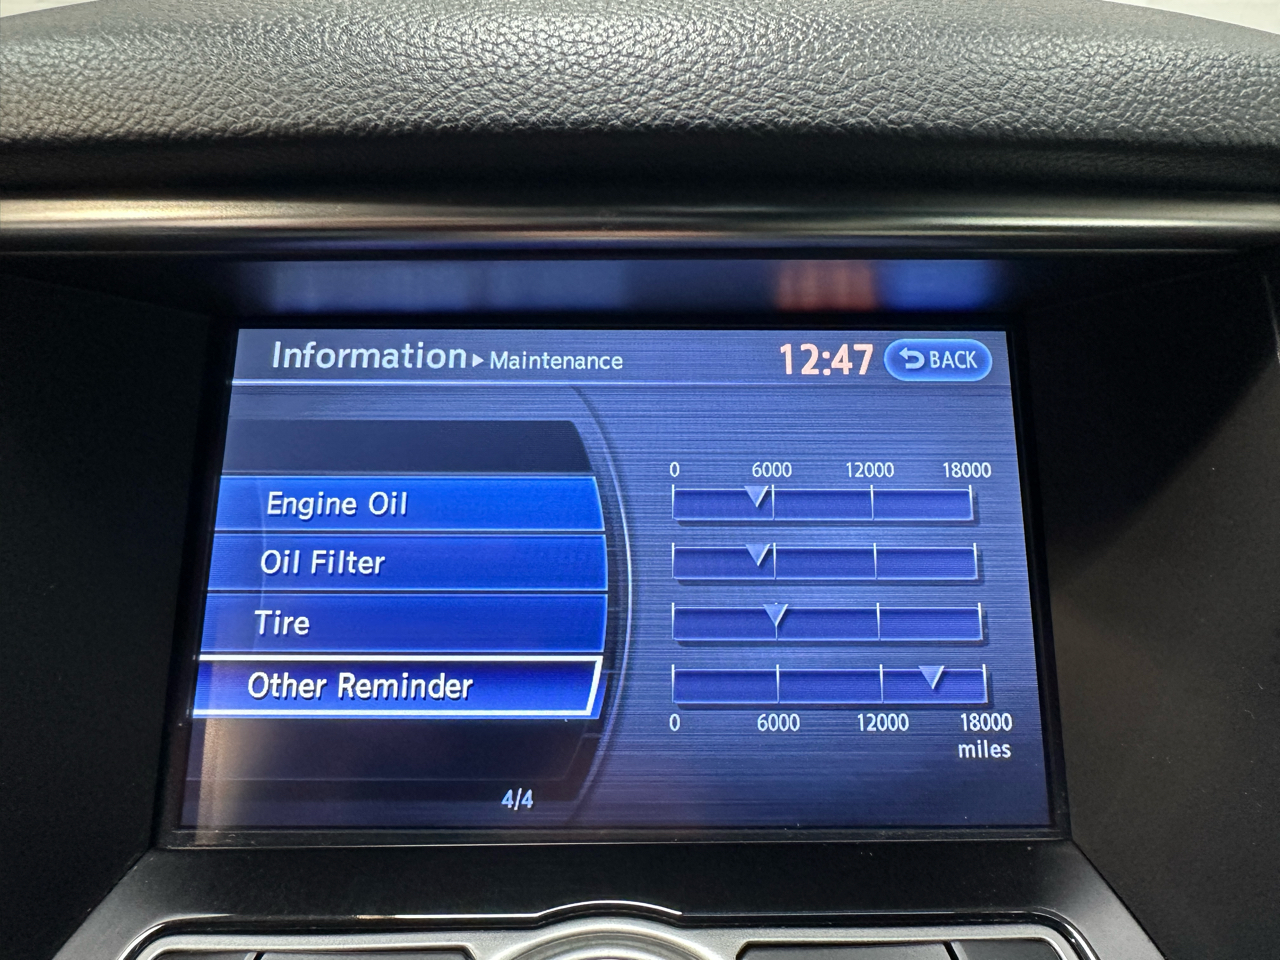 Information ▸ Maintenance 12:47 BACK
0 6000 12000 18000
Engine Oil
Oil Filter
Tire
Other Reminder
0 6000 12000 18000
miles
4/4